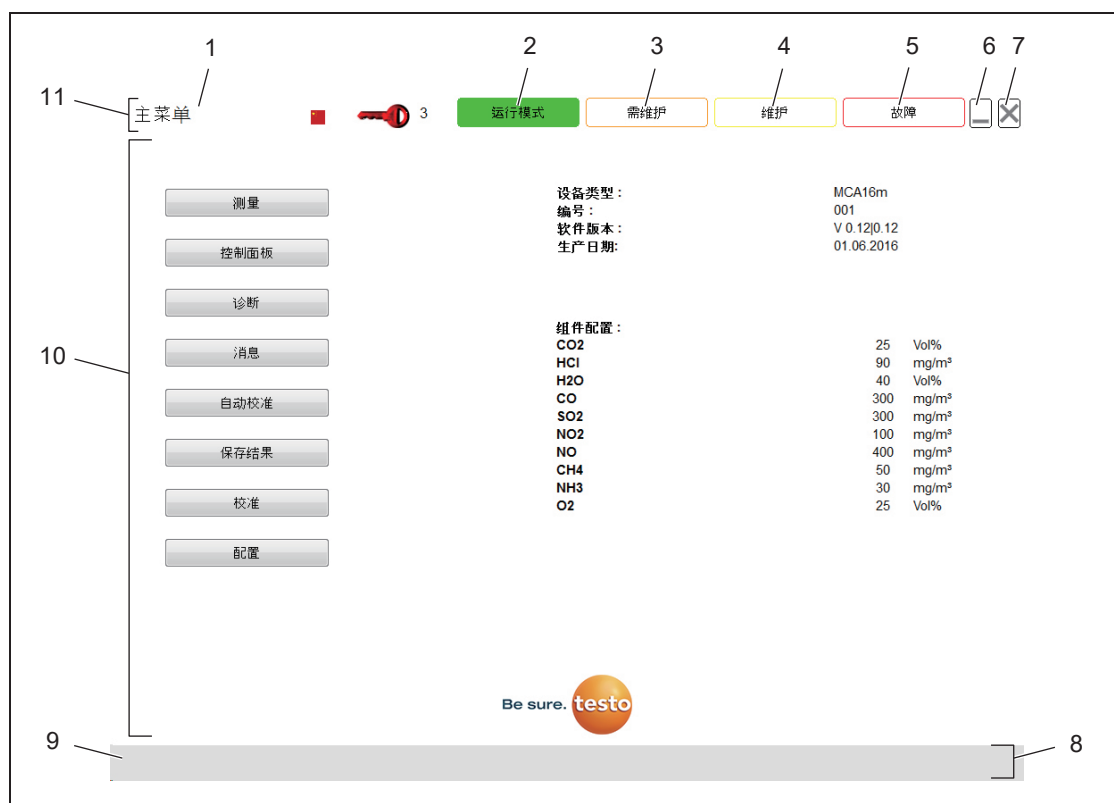 1 2 3 4 5 6 7
11 主菜单 3 运行模式 需维护 维护 故障
测量
控制面板
诊断
10 消息
自动校准
保存结果
校准
配置
设备类型： MCA16m
编号： 001
软件版本： V 0.12|0.12
生产日期: 01.06.2016
组件配置：
CO2 25 Vol%
HCl 90 mg/m³
H2O 40 Vol%
CO 300 mg/m³
SO2 300 mg/m³
NO2 100 mg/m³
NO 400 mg/m³
CH4 50 mg/m³
NH3 30 mg/m³
O2 25 Vol%
Be sure. testo
9 8